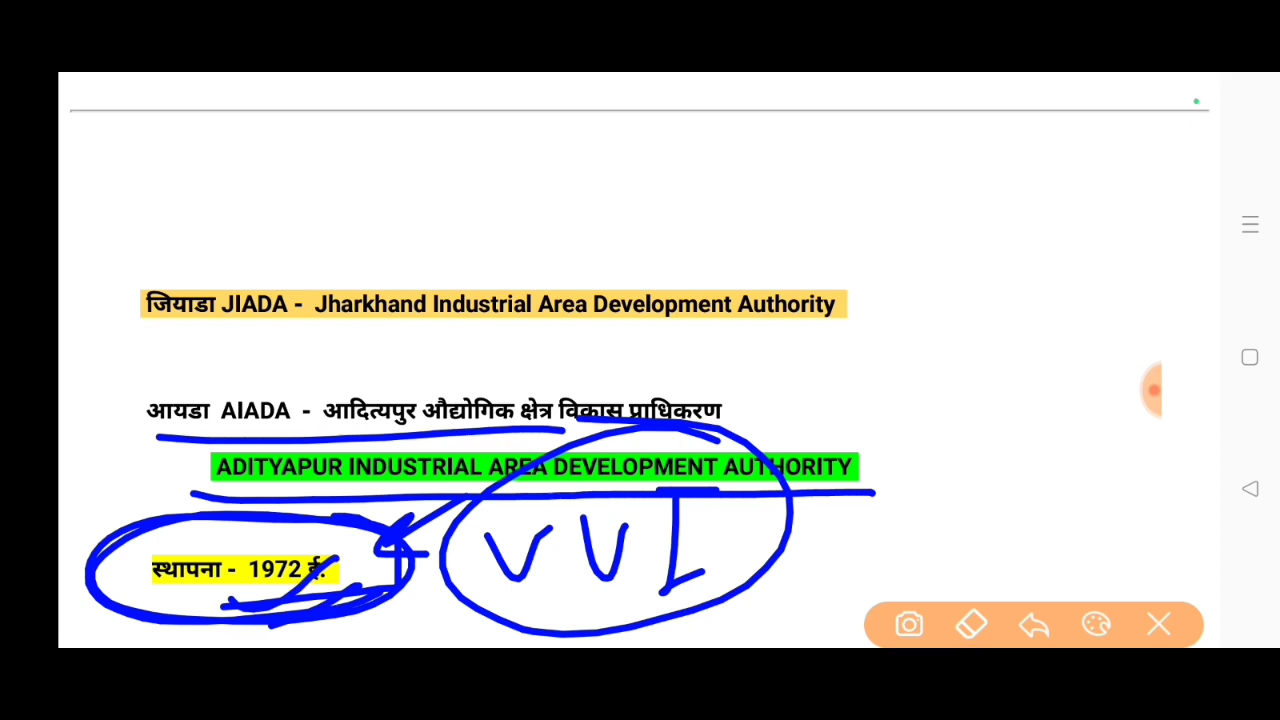 जियाडा JIADA - Jharkhand Industrial Area Development Authority
आयडा AIADA - आदित्यपुर औद्योगिक क्षेत्र विकास प्राधिकरण
ADITYAPUR INDUSTRIAL AREA DEVELOPMENT AUTHORITY
स्थापना - 1972 ई.
VVI